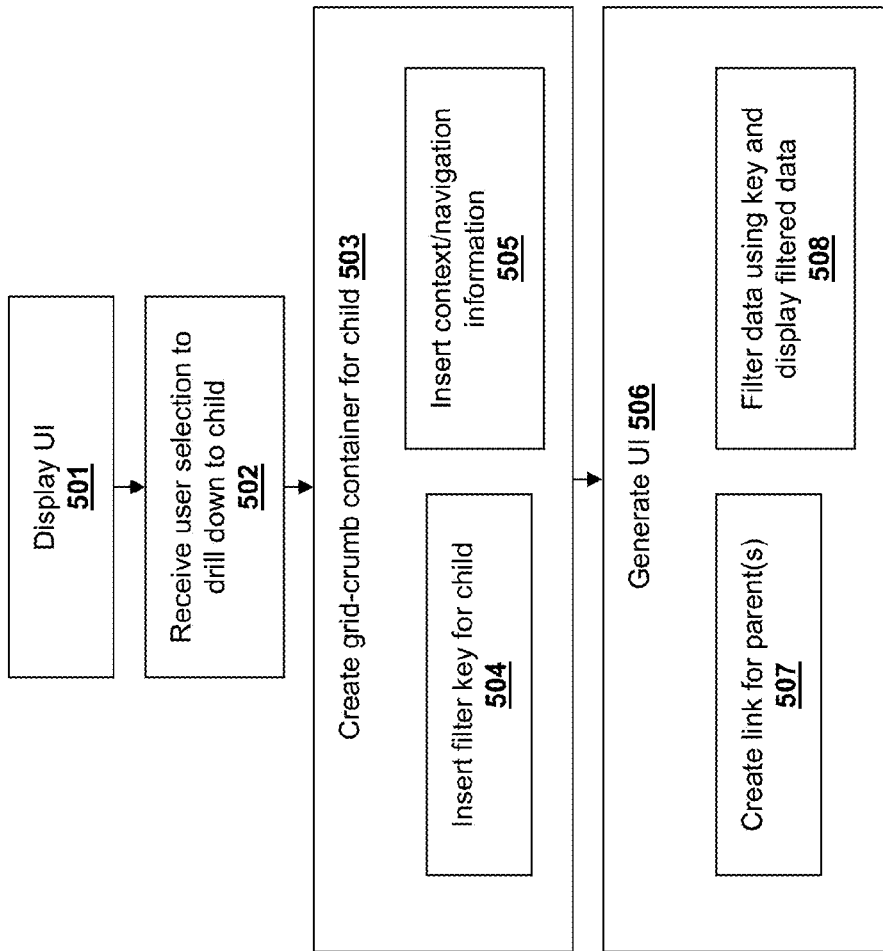 Display UI
501
Receive user selection to
drill down to child
502
Create grid-crumb container for child 503
Insert filter key for child
504
Insert context/navigation
information
505
Generate UI 506
Create link for parent(s)
507
Filter data using key and
display filtered data
508